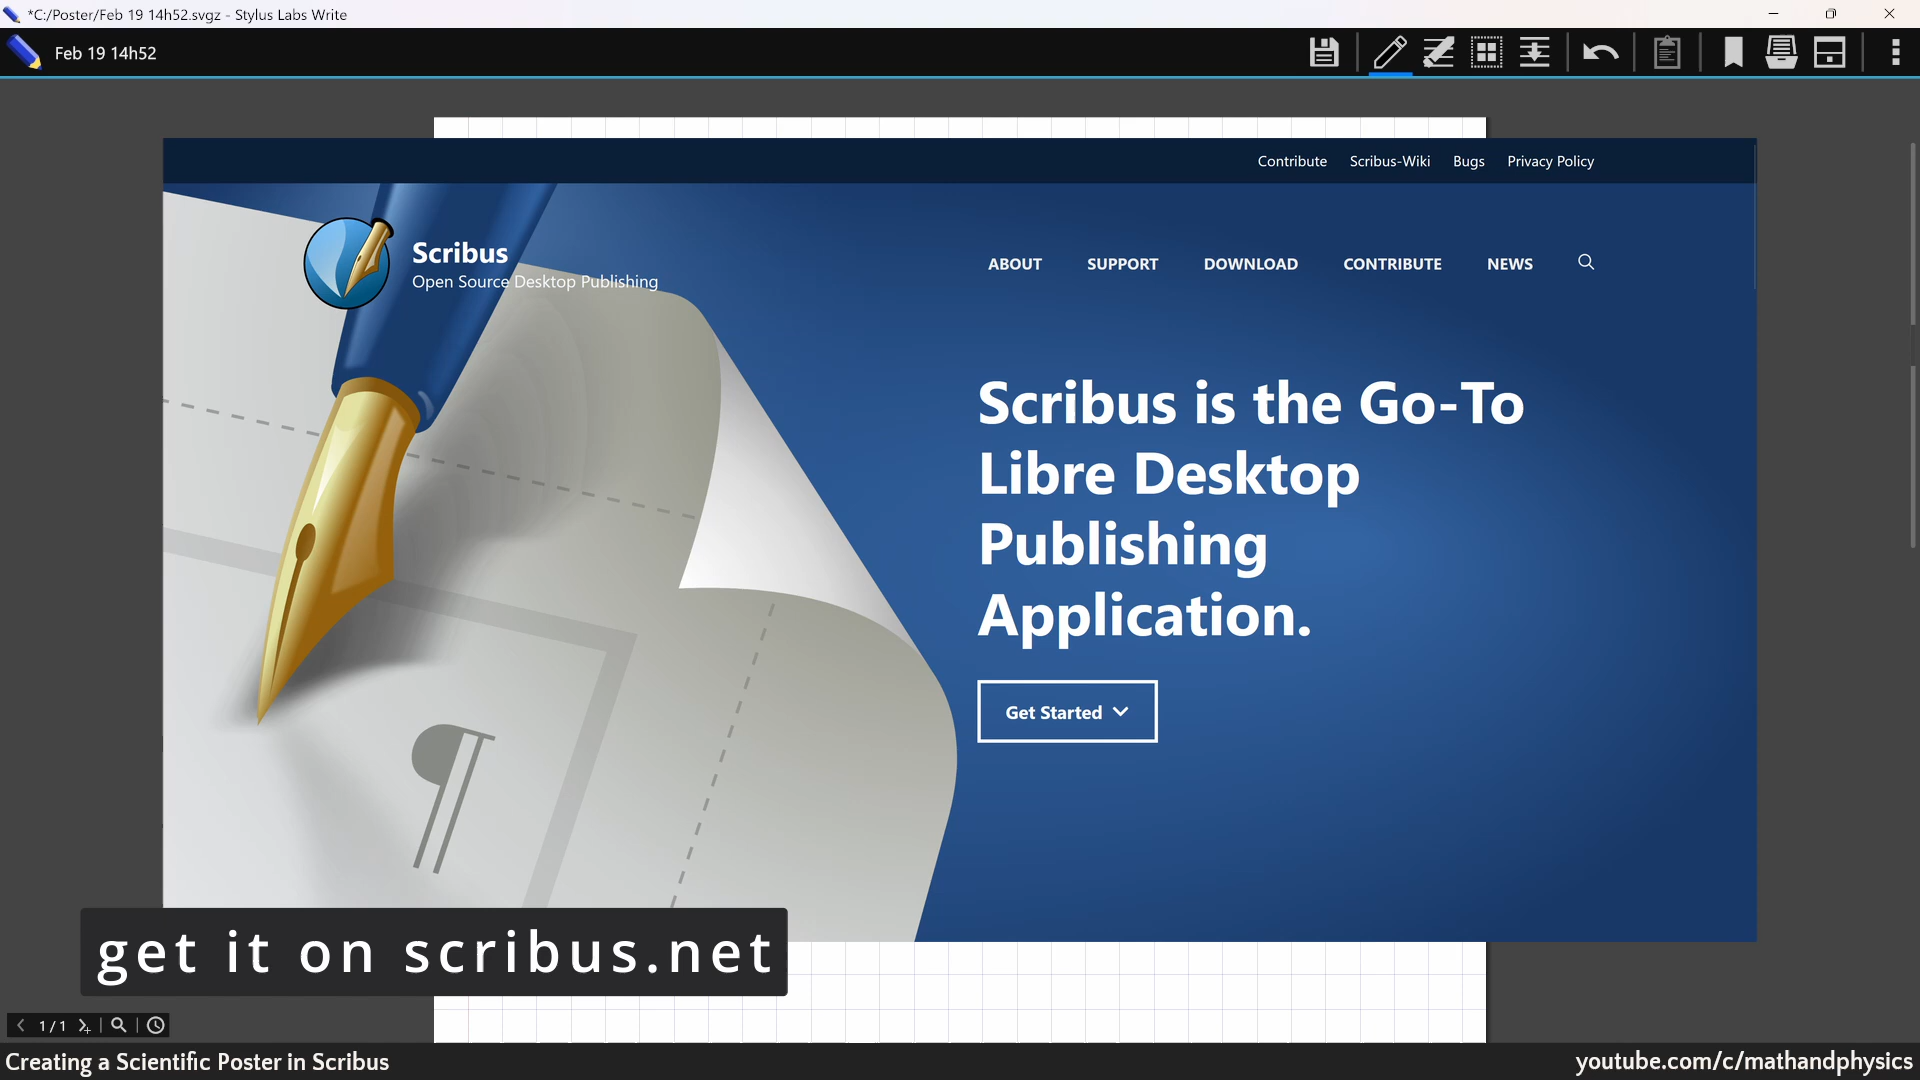 *C:/Poster/Feb 19 14h52.svgz - Stylus Labs Write
Feb 19 14h52
Contribute Scribus-Wiki Bugs Privacy Policy
Scribus
Open Source Desktop Publishing
ABOUT SUPPORT DOWNLOAD CONTRIBUTE NEWS
Scribus is the Go-To
Libre Desktop
Publishing
Application.
Get Started
¶
get it on scribus.net
1/1
Creating a Scientific Poster in Scribus
youtube.com/c/mathandphysics